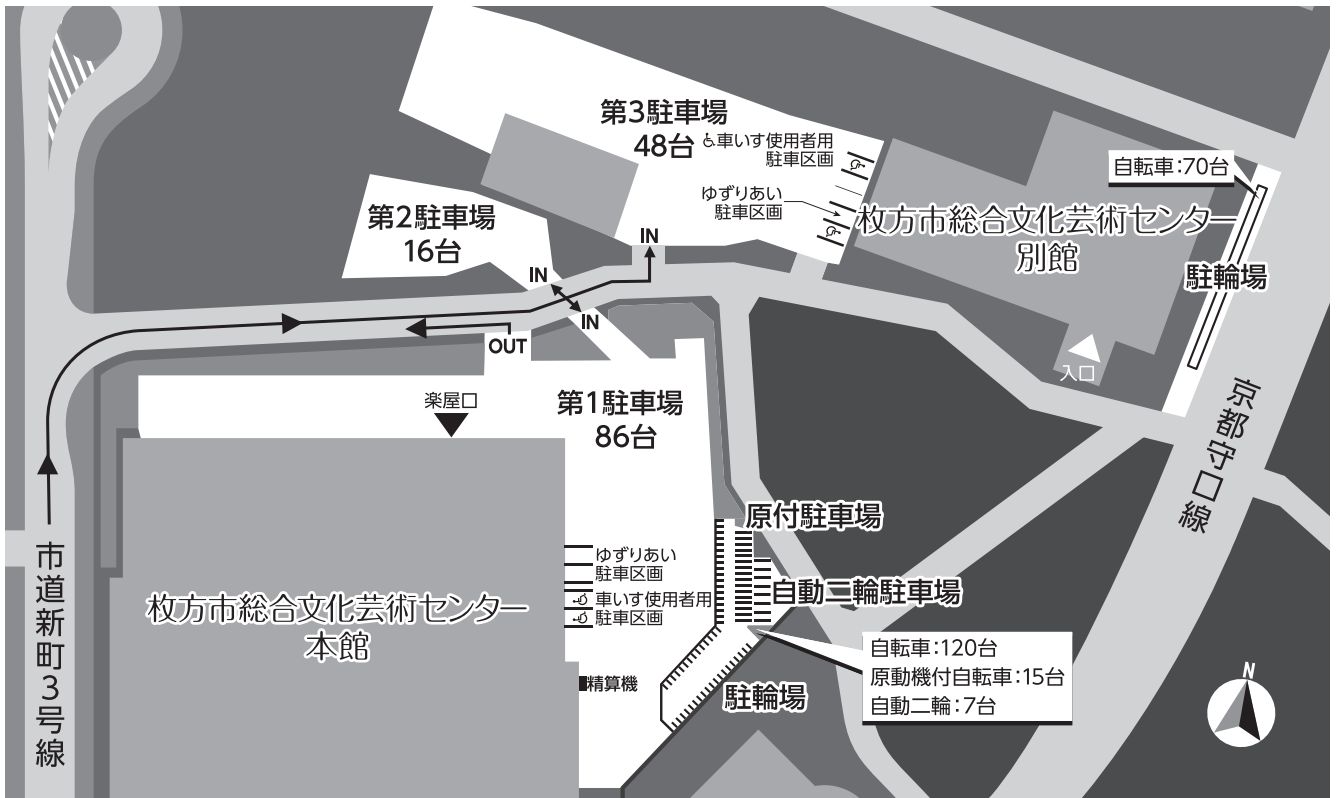 第3駐車場
48台
車いす使用者用
駐車区画
ゆずりあい
駐車区画
自転車：70台
第2駐車場
16台
枚方市総合文化芸術センター
別館
駐輪場
IN
IN
IN
OUT
入口
楽屋口
第1駐車場
86台
京都守口線
原付駐車場
ゆずりあい
駐車区画
自動二輪駐車場
車いす使用者用
駐車区画
枚方市総合文化芸術センター
本館
市道新町3号線
自転車：120台
原動機付自転車：15台
自動二輪：7台
精算機
駐輪場
N